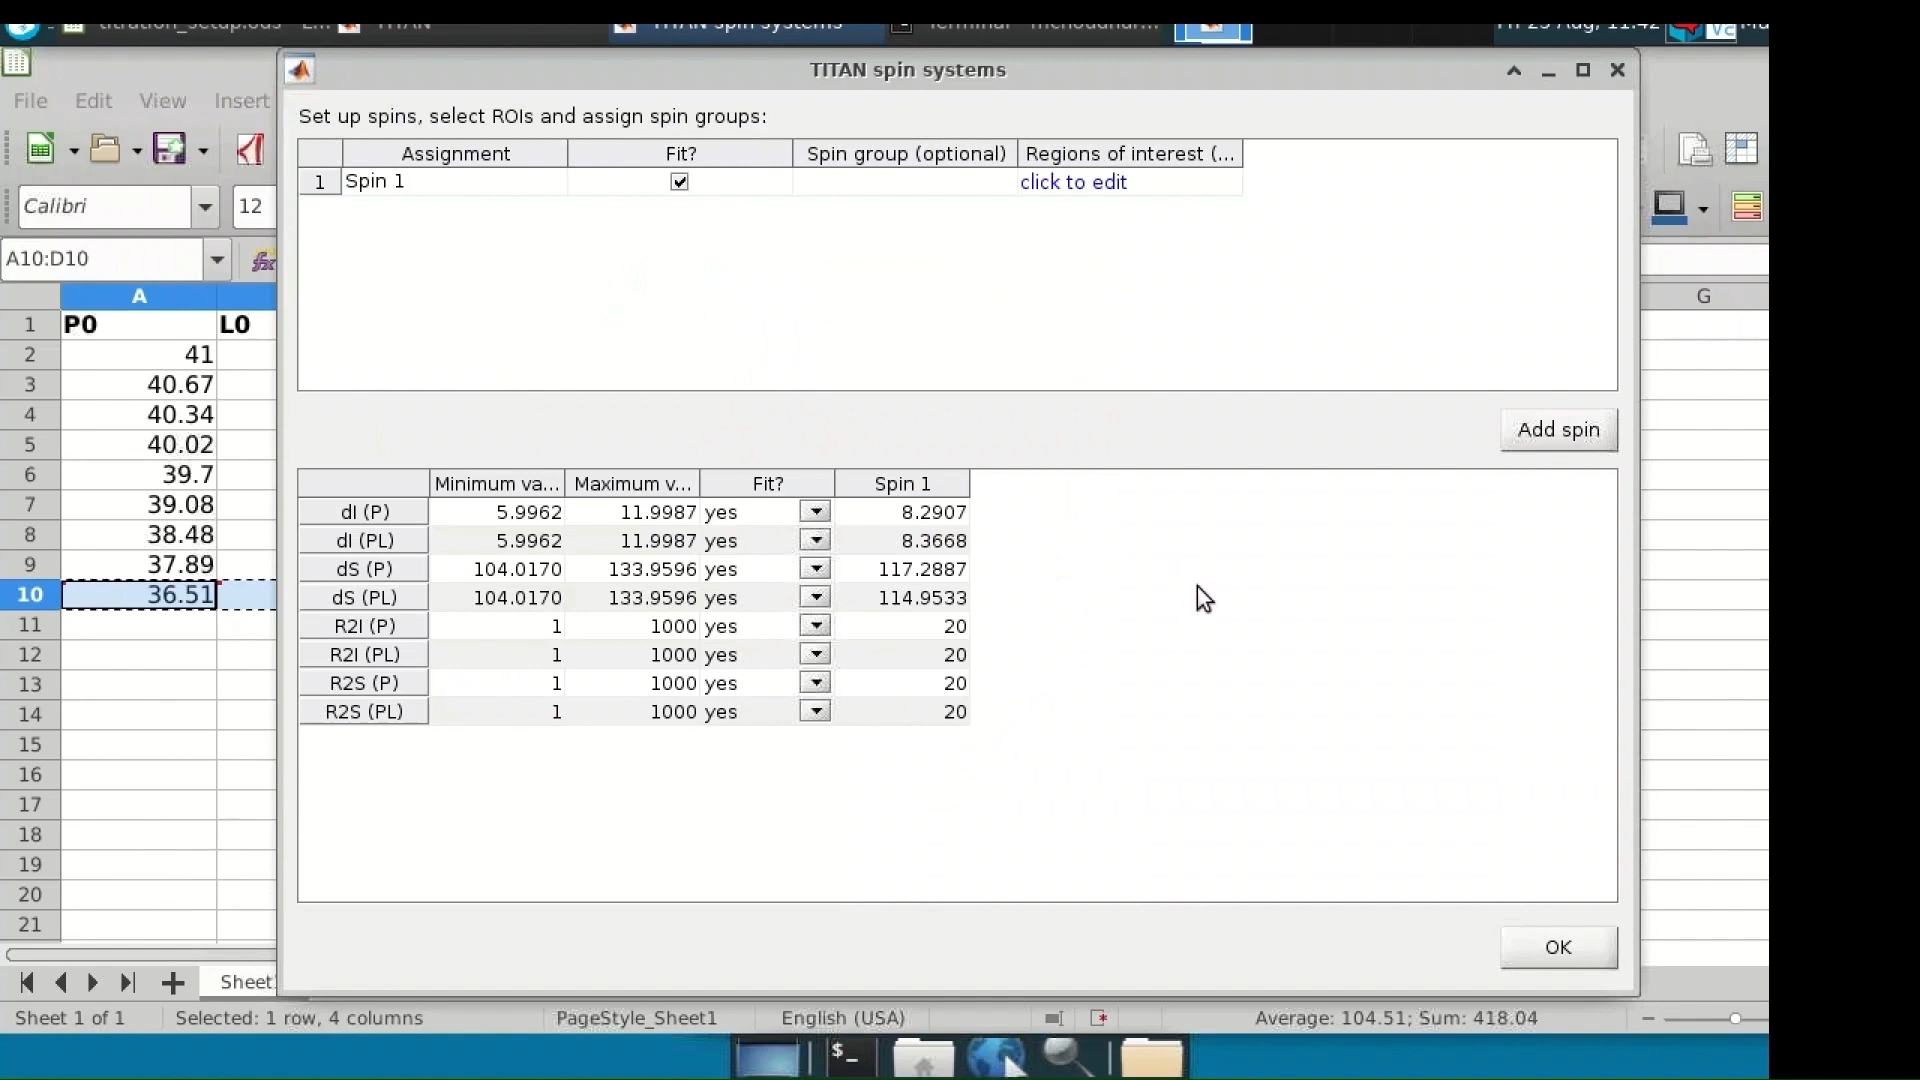 TITAN spin systems
File Edit View Insert
Set up spins, select ROIs and assign spin groups:
Assignment Fit? Spin group (optional) Regions of interest (...
1 Spin 1 click to edit
Calibri 12
A10:D10
A G
1 P0 L0
2 41
3 40.67
4 40.34
5 40.02
6 39.7
7 39.08
8 38.48
9 37.89
10 36.51
11
12
13
14
15
16
17
18
19
20
21
Add spin
Minimum va... Maximum v... Fit? Spin 1
dI (P) 5.9962 11.9987 yes 8.2907
dI (PL) 5.9962 11.9987 yes 8.3668
dS (P) 104.0170 133.9596 yes 117.2887
dS (PL) 104.0170 133.9596 yes 114.9533
R2I (P) 1 1000 yes 20
R2I (PL) 1 1000 yes 20
R2S (P) 1 1000 yes 20
R2S (PL) 1 1000 yes 20
OK
Sheet
Sheet 1 of 1 Selected: 1 row, 4 columns PageStyle_Sheet1 English (USA) Average: 104.51; Sum: 418.04
$_